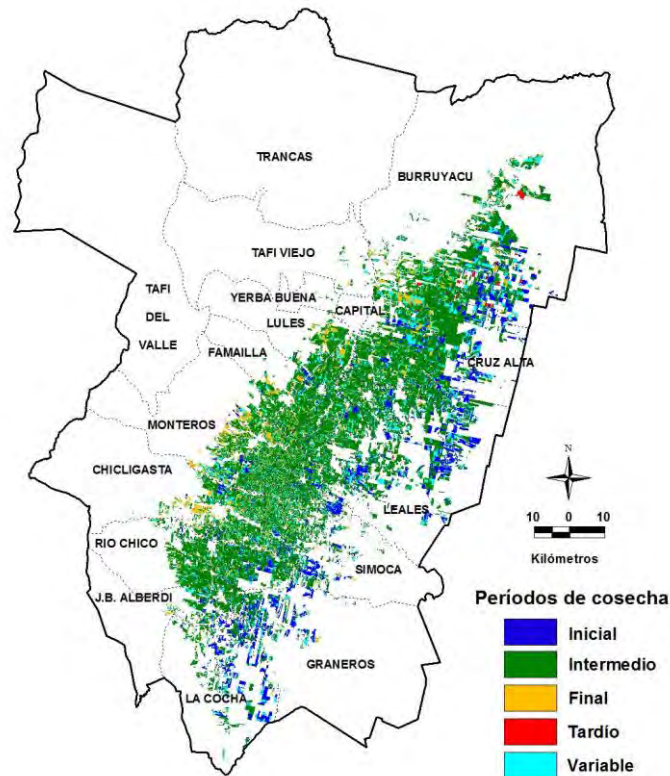 TRANCAS
BURRUYACU
TAFI VIEJO
TAFI
DEL
VALLE
YERBA BUENA
CAPITAL
LULES
FAMAILLA
CRUZ ALTA
MONTEROS
CHICLIGASTA
N
LEALES
10 0 10
Kilómetros
RIO CHICO
SIMOCA
J.B. ALBERDI
Períodos de cosecha
Inicial
Intermedio
GRANEROS
LA COCHA
Final
Tardío
Variable